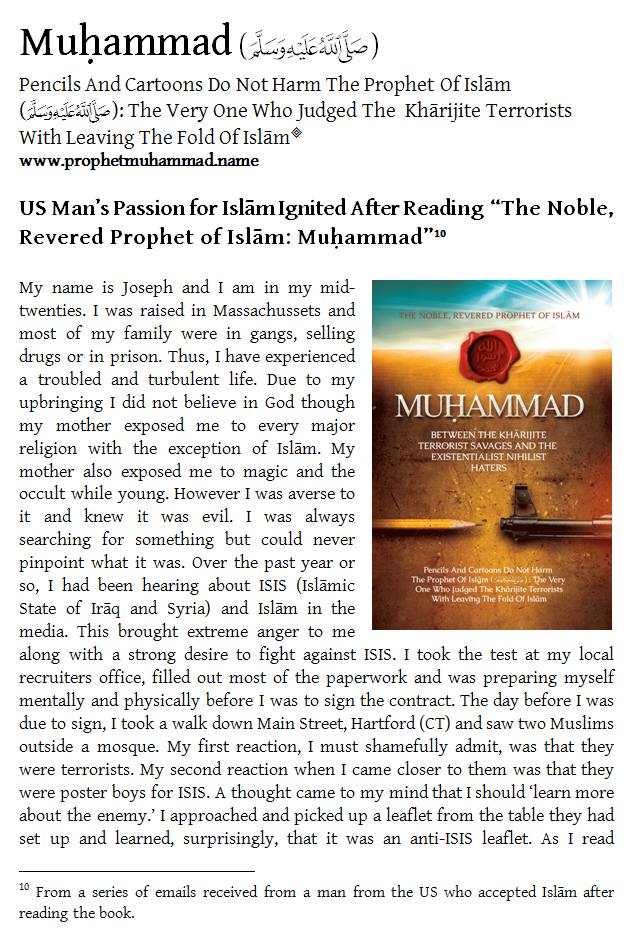 Muḥammad (صَلَّى اللَّهُ عَلَيْهِ وَسَلَّمَ)
Pencils And Cartoons Do Not Harm The Prophet Of Islām
(صَلَّى اللَّهُ عَلَيْهِ وَسَلَّمَ): The Very One Who Judged The Khārijite Terrorists
With Leaving The Fold Of Islām
www.prophetmuhammad.name
US Man’s Passion for Islām Ignited After Reading “The Noble,
Revered Prophet of Islām: Muḥammad”10
My name is Joseph and I am in my mid-
twenties. I was raised in Massachussets and
most of my family were in gangs, selling
drugs or in prison. Thus, I have experienced
a troubled and turbulent life. Due to my
upbringing I did not believe in God though
my mother exposed me to every major
religion with the exception of Islām. My
mother also exposed me to magic and the
occult while young. However I was averse to
it and knew it was evil. I was always
searching for something but could never
pinpoint what it was. Over the past year or
so, I had been hearing about ISIS (Islāmic
State of Irāq and Syria) and Islām in the
media. This brought extreme anger to me
along with a strong desire to fight against ISIS. I took the test at my local
recruiters office, filled out most of the paperwork and was preparing myself
mentally and physically before I was to sign the contract. The day before I was
due to sign, I took a walk down Main Street, Hartford (CT) and saw two Muslims
outside a mosque. My first reaction, I must shamefully admit, was that they
were terrorists. My second reaction when I came closer to them was that they
were poster boys for ISIS. A thought came to my mind that I should ‘learn more
about the enemy.’ I approached and picked up a leaflet from the table they had
set up and learned, surprisingly, that it was an anti-ISIS leaflet. As I read
THE NOBLE, REVERED PROPHET OF ISLĀM
الله
رسول
محمد
MUḤAMMAD
BETWEEN THE KHĀRIJITE
TERRORIST SAVAGES AND THE
EXISTENTIALIST NIHILIST
HATERS
Pencils And Cartoons Do Not Harm
The Prophet Of Islām (صلى الله عليه وسلم): The Very
One Who Judged The Khārijite Terrorists
With Leaving The Fold Of Islām
10 From a series of emails received from a man from the US who accepted Islām after
reading the book.